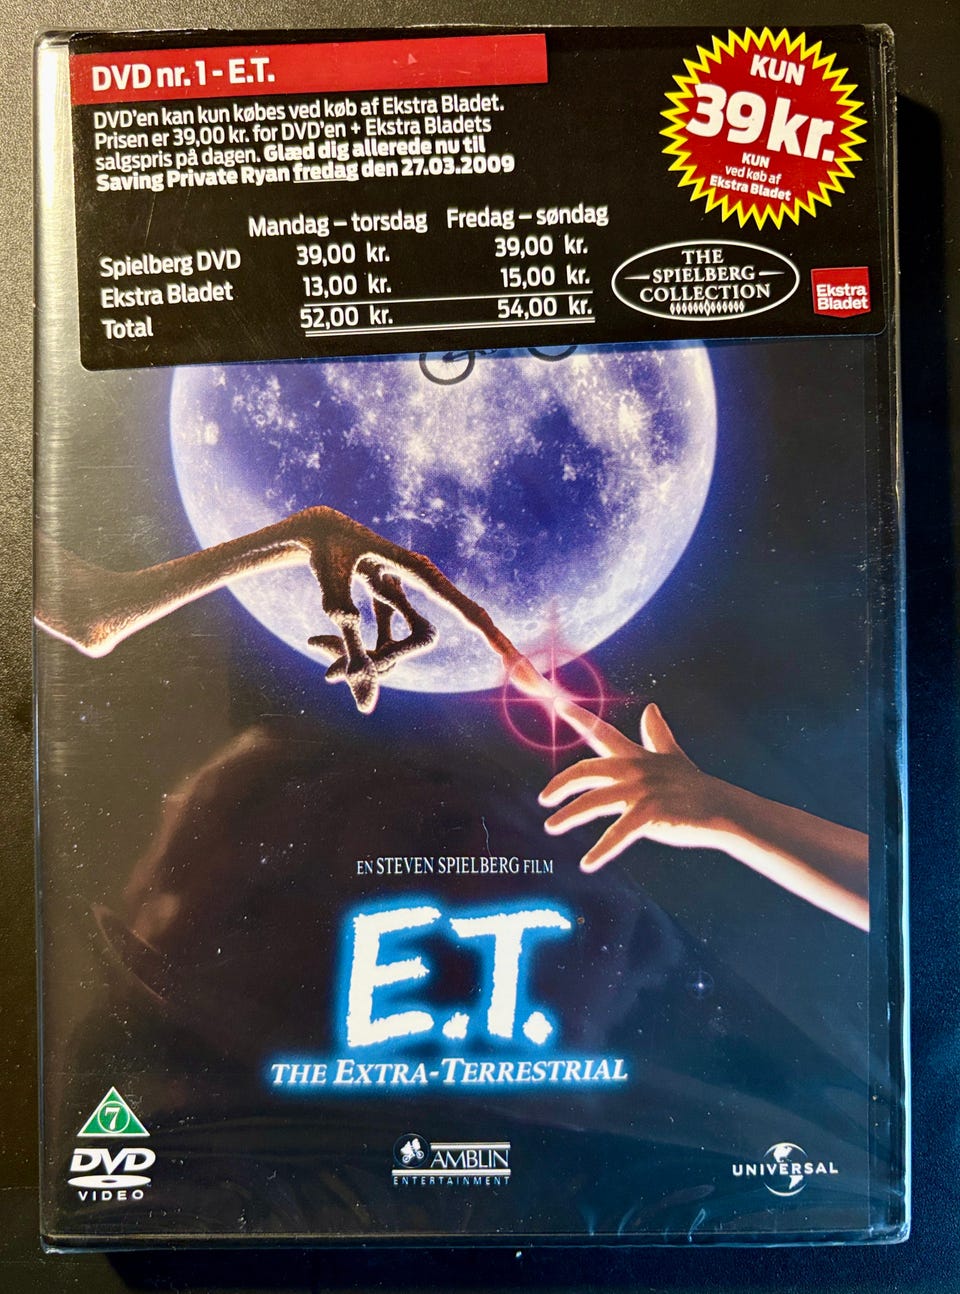 DVD nr. 1 - E.T.
DVD'en kan kun købes ved køb af Ekstra Bladet.
Prisen er 39,00 kr. for DVD'en + Ekstra Bladets
salgspris på dagen. Glæd dig allerede nu til
Saving Private Ryan fredag den 27.03.2009
KUN
39 kr.
KUN
ved køb af
Ekstra Bladet
Mandag – torsdag Fredag – søndag
Spielberg DVD 39,00 kr. 39,00 kr.
Ekstra Bladet 13,00 kr. 15,00 kr.
Total 52,00 kr. 54,00 kr.
THE
SPIELBERG
COLLECTION
Ekstra
Bladet
EN STEVEN SPIELBERG FILM
E.T.
THE EXTRA-TERRESTRIAL
7
DVD
VIDEO
AMBLIN
ENTERTAINMENT
UNIVERSAL